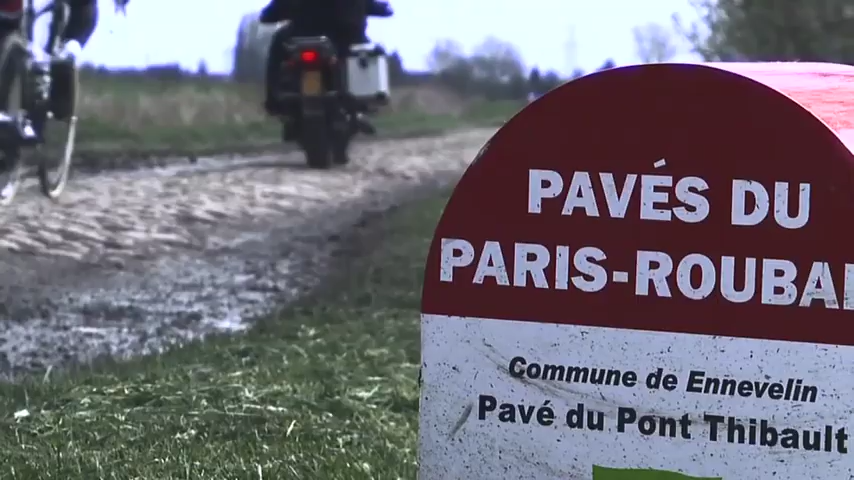 PAVÉS DU
PARIS-ROUBAI
Commune de Ennevelin
Pavé du Pont Thibault